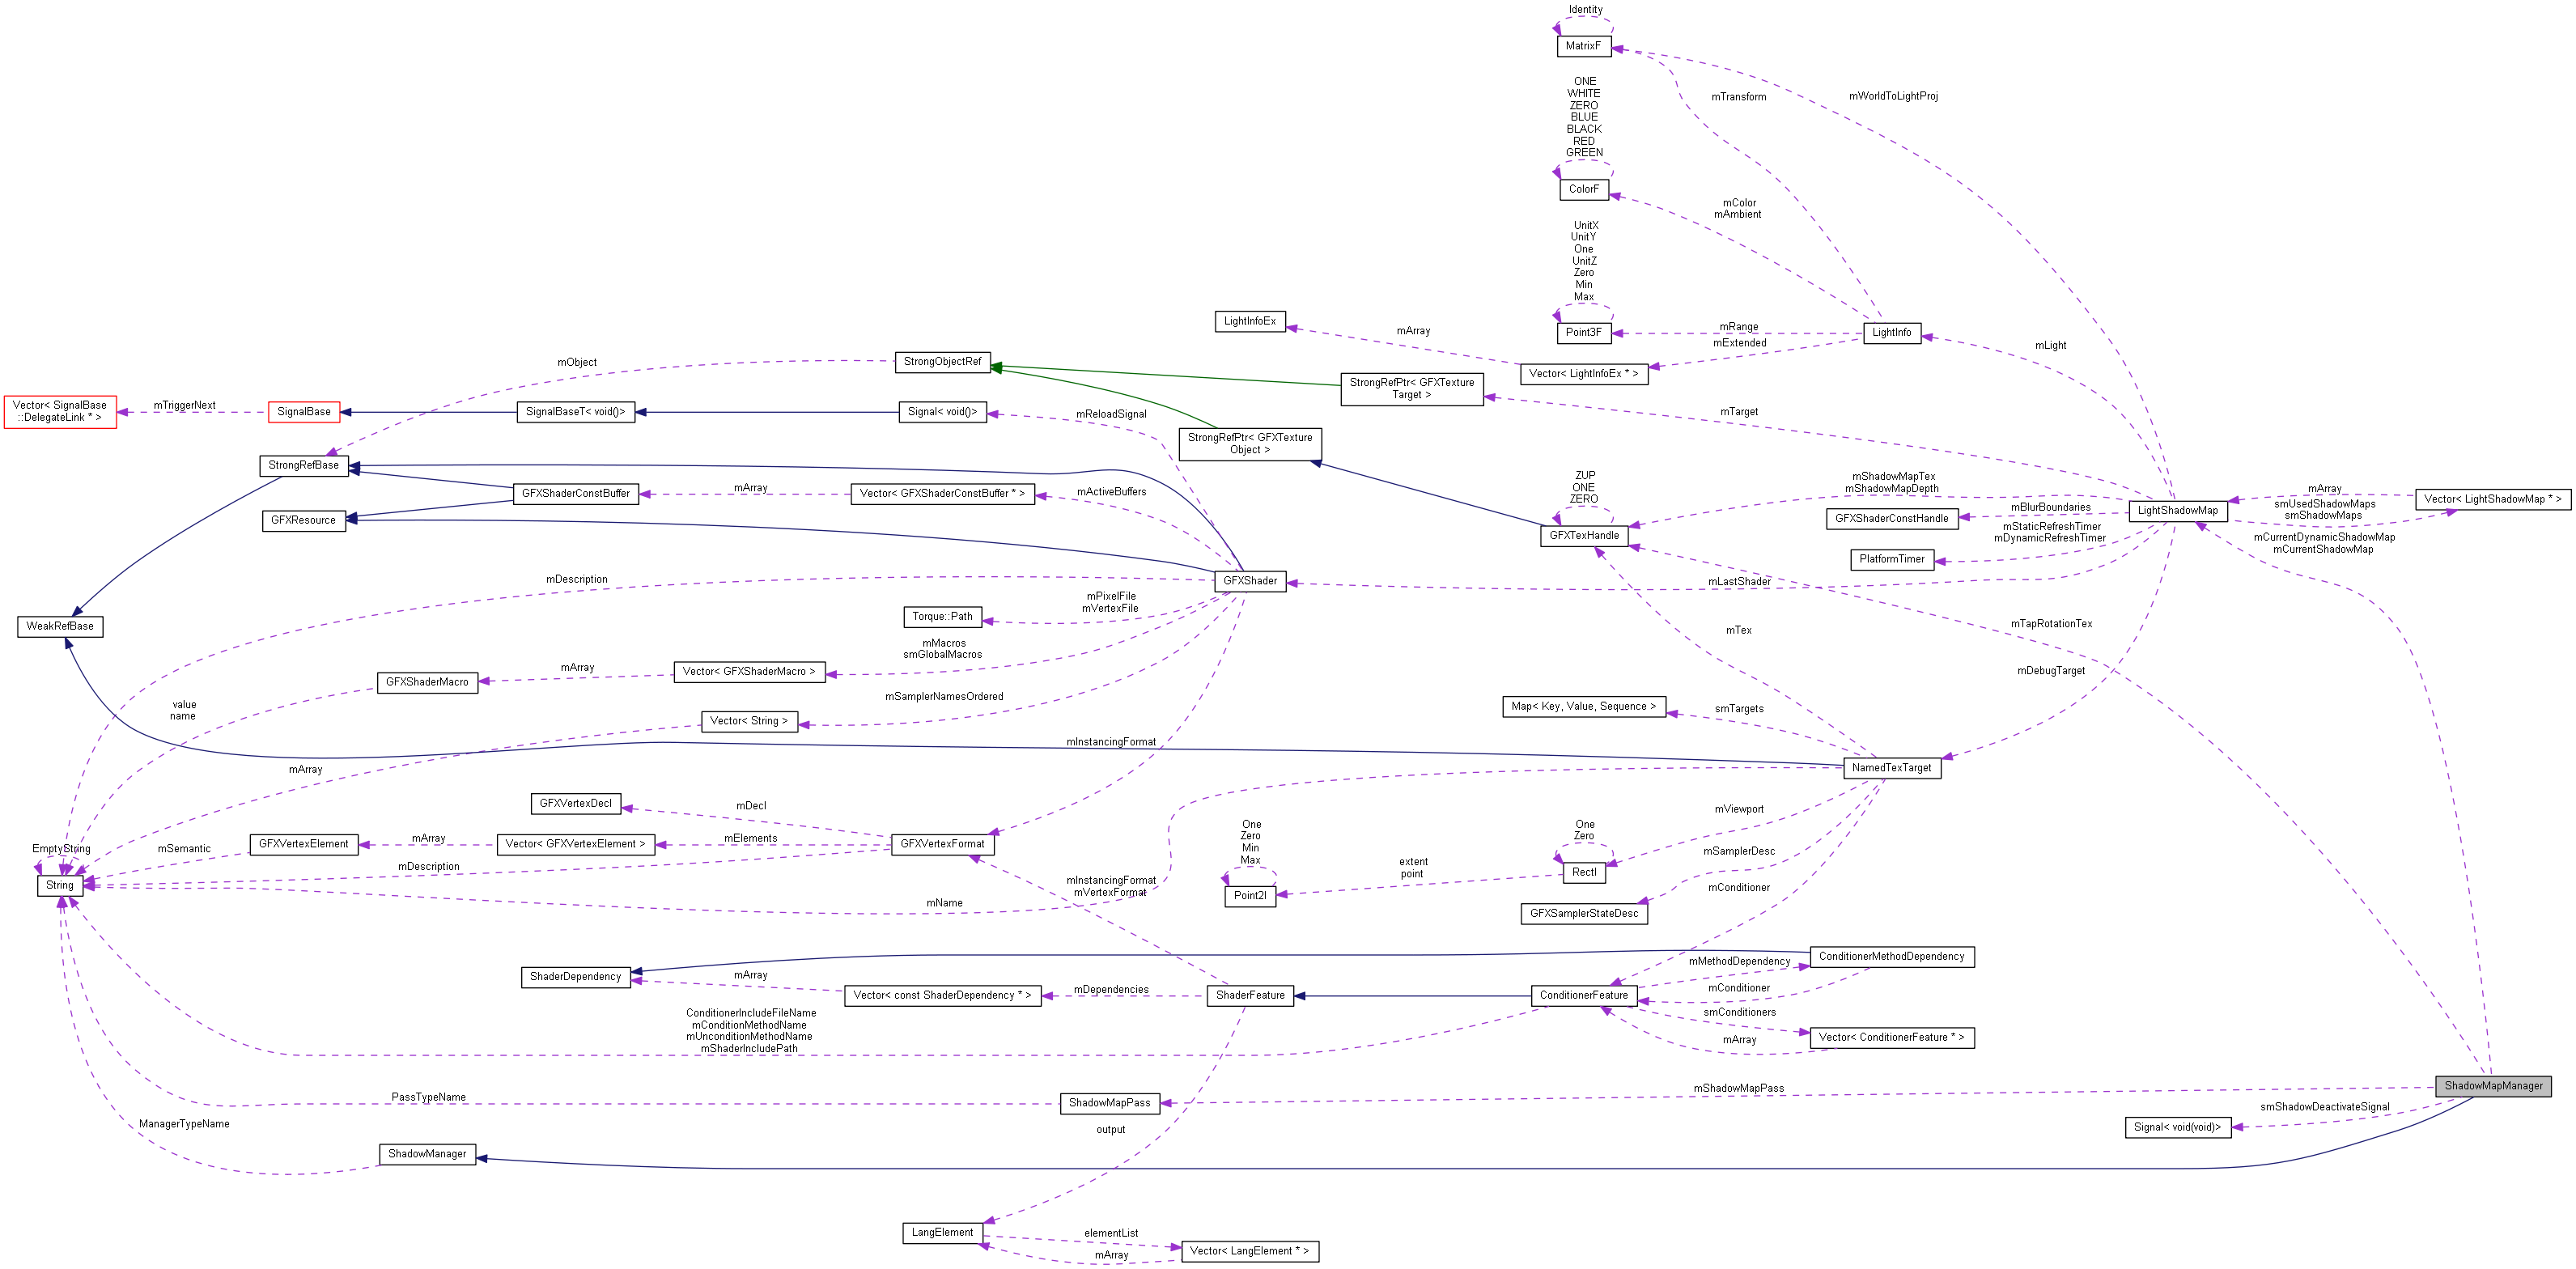 Identity
MatrixF
ONE
WHITE
ZERO
BLUE
BLACK
RED
GREEN
mTransform
mWorldToLightProj
ColorF
mColor
mAmbient
UnitX
UnitY
One
UnitZ
Zero
Min
Max
LightInfoEx
mArray
Point3F
mRange
mExtended
LightInfo
mLight
mObject
StrongObjectRef
StrongRefPtr< GFXTexture
Target >
Vector< LightInfoEx * >
Vector< SignalBase
::DelegateLink * >
mTriggerNext
SignalBase
SignalBaseT< void()>
Signal< void()>
mReloadSignal
mTarget
StrongRefPtr< GFXTexture
Object >
StrongRefBase
GFXShaderConstBuffer
mArray
Vector< GFXShaderConstBuffer * >
mActiveBuffers
ZUP
ONE
ZERO
mShadowMapTex
mShadowMapDepth
mArray
smUsedShadowMaps
smShadowMaps
Vector< LightShadowMap * >
GFXResource
GFXTexHandle
GFXShaderConstHandle
mBlurBoundaries
LightShadowMap
mStaticRefreshTimer
mDynamicRefreshTimer
mCurrentDynamicShadowMap
mCurrentShadowMap
PlatformTimer
mDescription
GFXShader
mLastShader
WeakRefBase
Torque::Path
mPixelFile
mVertexFile
mTex
mTapRotationTex
mMacros
smGlobalMacros
mArray
Vector< GFXShaderMacro >
GFXShaderMacro
mDebugTarget
value
name
Vector< String >
mSamplerNamesOrdered
Map< Key, Value, Sequence >
smTargets
mInstancingFormat
NamedTexTarget
mArray
GFXVertexDecl
mDecl
mViewport
One
Zero
Min
Max
One
Zero
EmptyString
mSemantic
GFXVertexElement
mArray
Vector< GFXVertexElement >
mElements
GFXVertexFormat
mDescription
extent
point
mSamplerDesc
String
RectI
mInstancingFormat
mVertexFormat
Point2I
mConditioner
mName
GFXSamplerStateDesc
ConditionerMethodDependency
mMethodDependency
ShaderDependency
mArray
Vector< const ShaderDependency * >
mDependencies
ShaderFeature
ConditionerFeature
mConditioner
smConditioners
ConditionerIncludeFileName
mConditionMethodName
mUnconditionMethodName
mShaderIncludePath
mArray
Vector< ConditionerFeature * >
ShadowMapManager
mShadowMapPass
PassTypeName
ShadowMapPass
smShadowDeactivateSignal
Signal< void(void)>
ManagerTypeName
output
ShadowManager
LangElement
elementList
mArray
Vector< LangElement * >